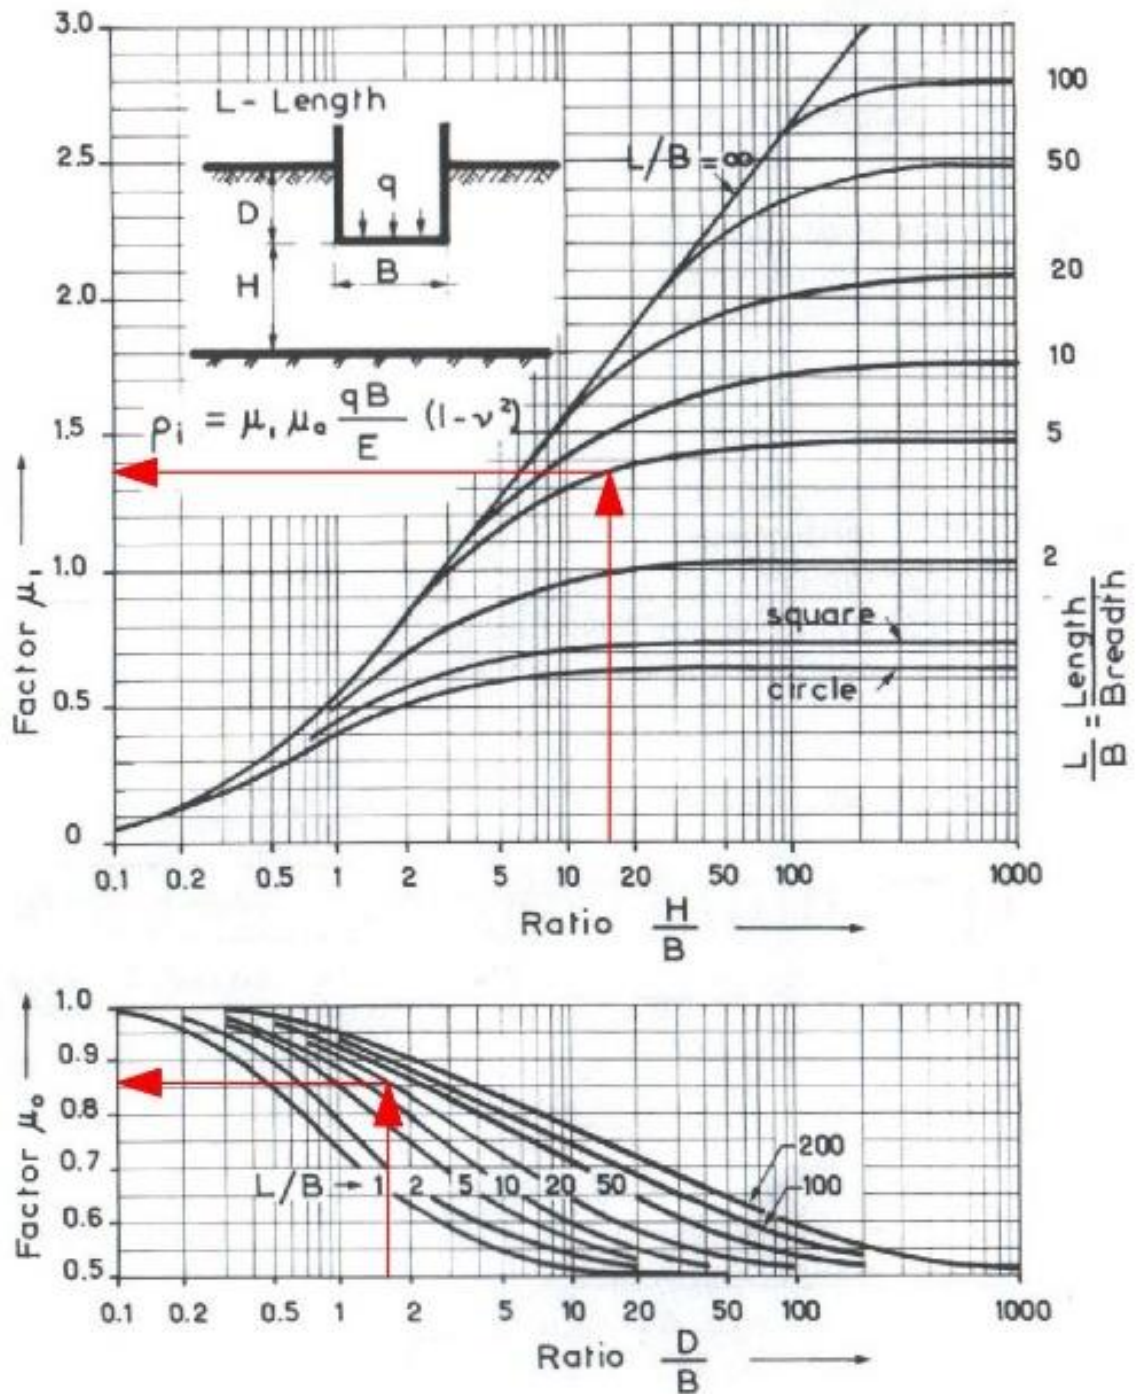 3.0
2.5
2.0
1.5
1.0
0.5
0
Factor μ₁
L - Length
D
q
H
B
ρi = μ₁ μ₀ qB/E (1-ν²)
L/B = ∞
100
50
20
10
5
2
square
circle
L/B = Length/Breadth
0.1 0.2 0.5 1 2 5 10 20 50 100 1000
Ratio H/B
1.0
0.9
0.8
0.7
0.6
0.5
Factor μ₀
L/B → 1 2 5 10 20 50
200
100
0.1 0.2 0.5 1 2 5 10 20 50 100 1000
Ratio D/B